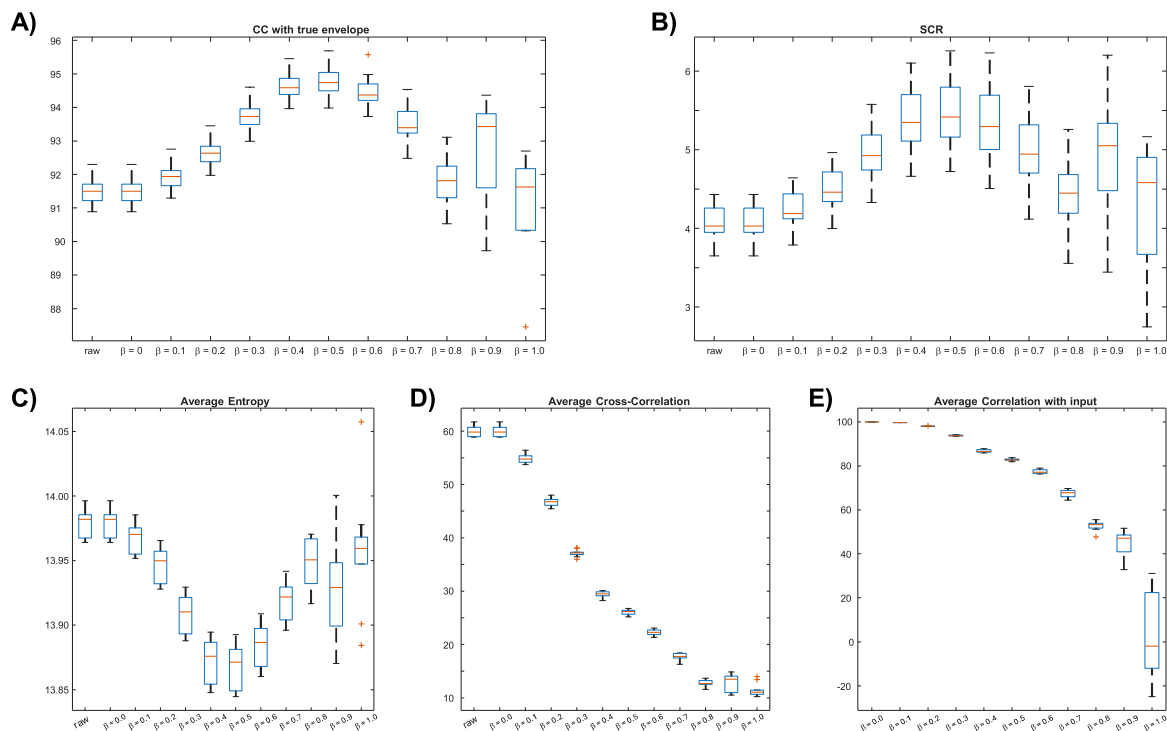 A)
CC with true envelope
96
95
94
93
92
91
90
89
88
raw
β = 0
β = 0.1
β = 0.2
β = 0.3
β = 0.4
β = 0.5
β = 0.6
β = 0.7
β = 0.8
β = 0.9
β = 1.0
B)
SCR
6
5
4
3
raw
β = 0
β = 0.1
β = 0.2
β = 0.3
β = 0.4
β = 0.5
β = 0.6
β = 0.7
β = 0.8
β = 0.9
β = 1.0
C)
Average Entropy
14.05
14.00
13.95
13.90
13.85
raw
β = 0.0
β = 0.1
β = 0.2
β = 0.3
β = 0.4
β = 0.5
β = 0.6
β = 0.7
β = 0.8
β = 0.9
β = 1.0
D)
Average Cross-Correlation
60
50
40
30
20
10
raw
β = 0.0
β = 0.1
β = 0.2
β = 0.3
β = 0.4
β = 0.5
β = 0.6
β = 0.7
β = 0.8
β = 0.9
β = 1.0
E)
Average Correlation with input
100
80
60
40
20
0
-20
β = 0.0
β = 0.1
β = 0.2
β = 0.3
β = 0.4
β = 0.5
β = 0.6
β = 0.7
β = 0.8
β = 0.9
β = 1.0